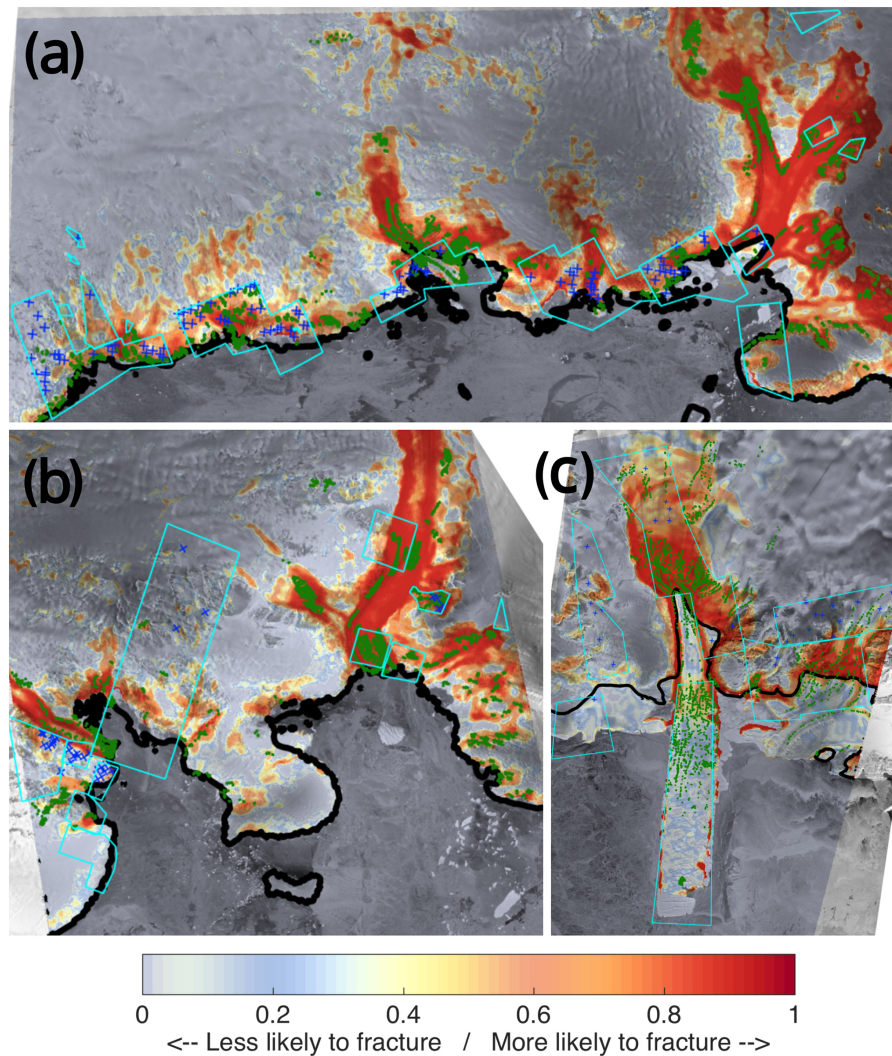 (a)
(b)
(c)
0 0.2 0.4 0.6 0.8 1
<-- Less likely to fracture / More likely to fracture -->